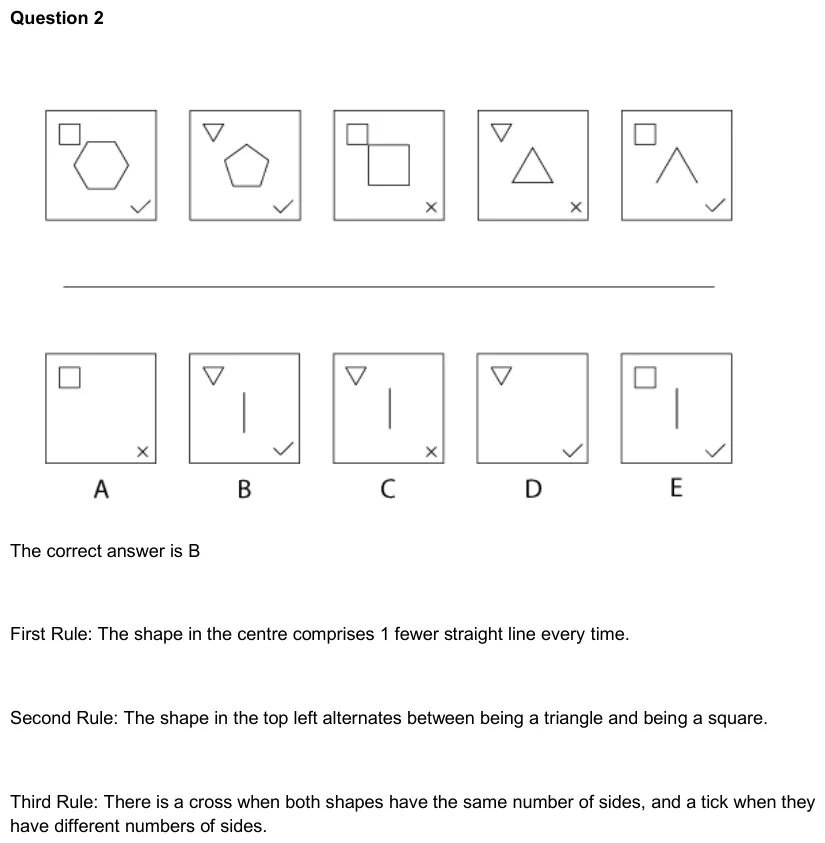 Question 2
A B C D E
The correct answer is B
First Rule: The shape in the centre comprises 1 fewer straight line every time.
Second Rule: The shape in the top left alternates between being a triangle and being a square.
Third Rule: There is a cross when both shapes have the same number of sides, and a tick when they
have different numbers of sides.